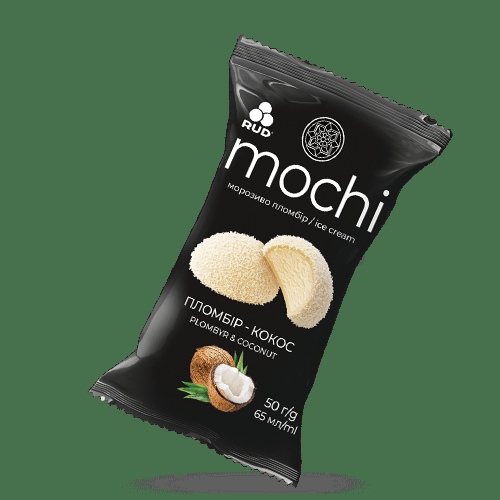 RUD
mochi
морозиво пломбір / ice cream
ПЛОМБІР - КОКОС
PLOMBYR & COCONUT
50 г/g
65 мл/ml